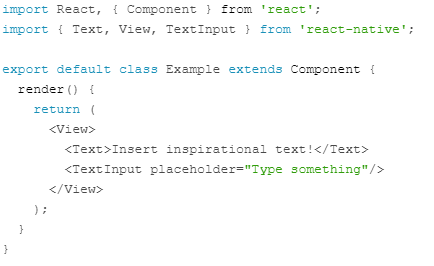 import React, { Component } from 'react';
import { Text, View, TextInput } from 'react-native';

export default class Example extends Component {
  render() {
    return (
      <View>
        <Text>Insert inspirational text!</Text>
        <TextInput placeholder="Type something"/>
      </View>
    );
  }
}